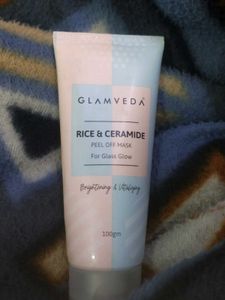 GLAMVEDA
RICE & CERAMIDE
PEEL OFF MASK
For Glass Glow
Brightening & Vitalizing
100gm